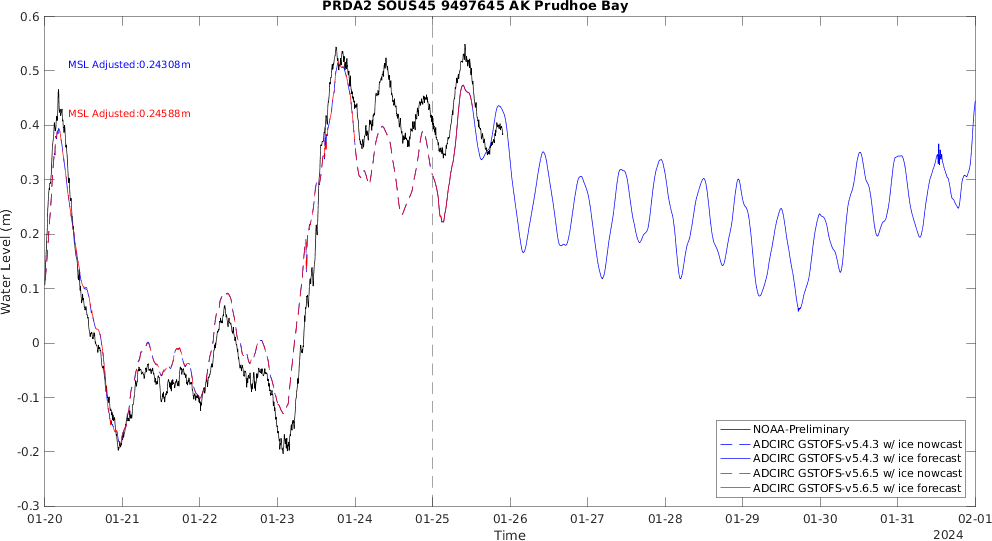 PRDA2 SOUS45 9497645 AK Prudhoe Bay
0.6
0.5
0.4
0.3
0.2
0.1
0
-0.1
-0.2
-0.3
Water Level (m)
MSL Adjusted:0.24308m
MSL Adjusted:0.24588m
NOAA-Preliminary
ADCIRC GSTOFS-v5.4.3 w/ ice nowcast
ADCIRC GSTOFS-v5.4.3 w/ ice forecast
ADCIRC GSTOFS-v5.6.5 w/ ice nowcast
ADCIRC GSTOFS-v5.6.5 w/ ice forecast
01-20 01-21 01-22 01-23 01-24 01-25 01-26 01-27 01-28 01-29 01-30 01-31 02-01
Time
2024